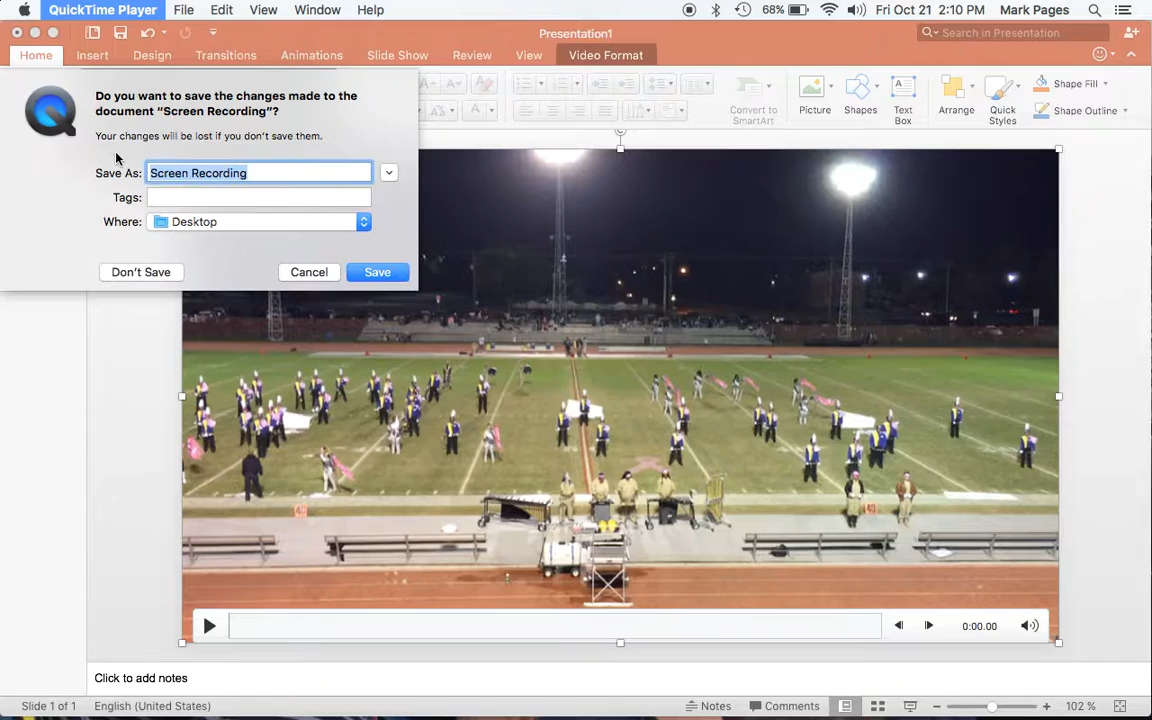 QuickTime Player File Edit View Window Help 68% Fri Oct 21 2:10 PM Mark Pages
Presentation1 Search in Presentation
Home Insert Design Transitions Animations Slide Show Review View Video Format
Do you want to save the changes made to the
document “Screen Recording”?
Your changes will be lost if you don’t save them.
Save As: Screen Recording
Tags:
Where: Desktop
Don’t Save Cancel Save
Convert to
SmartArt
Picture
Shapes
Text
Box
Arrange
Quick
Styles
Shape Fill
Shape Outline
40 40
0:00.00
Click to add notes
Slide 1 of 1 English (United States) Notes Comments 102 %